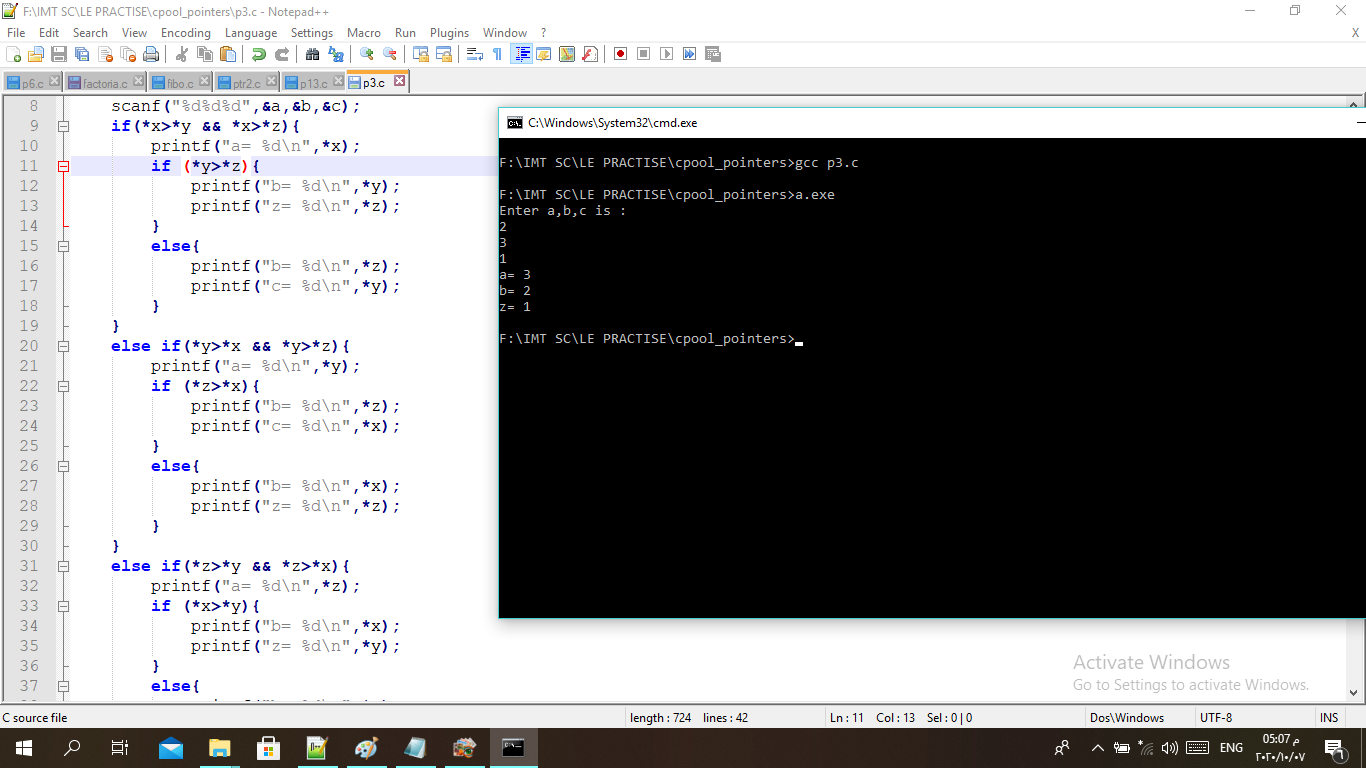 F:\IMT SC\LE PRACTISE\cpool_pointers\p3.c - Notepad++
File Edit Search View Encoding Language Settings Macro Run Plugins Window ? X
p6.c factoria.c fibo.c ptr2.c p13.c p3.c
8 scanf("%d%d%d",&a,&b,&c);
9 if(*x>*y && *x>*z){
10 printf("a= %d\n",*x);
11 if (*y>*z){
12 printf("b= %d\n",*y);
13 printf("z= %d\n",*z);
14 }
15 else{
16 printf("b= %d\n",*z);
17 printf("c= %d\n",*y);
18 }
19 }
20 else if(*y>*x && *y>*z){
21 printf("a= %d\n",*y);
22 if (*z>*x){
23 printf("b= %d\n",*z);
24 printf("c= %d\n",*x);
25 }
26 else{
27 printf("b= %d\n",*x);
28 printf("z= %d\n",*z);
29 }
30 }
31 else if(*z>*y && *z>*x){
32 printf("a= %d\n",*z);
33 if (*x>*y){
34 printf("b= %d\n",*x);
35 printf("z= %d\n",*y);
36 }
37 else{
C:\Windows\System32\cmd.exe
F:\IMT SC\LE PRACTISE\cpool_pointers>gcc p3.c
F:\IMT SC\LE PRACTISE\cpool_pointers>a.exe
Enter a,b,c is :
2
3
1
a= 3
b= 2
z= 1
F:\IMT SC\LE PRACTISE\cpool_pointers>
Activate Windows
Go to Settings to activate Windows.
C source file length : 724 lines : 42 Ln : 11 Col : 13 Sel : 0 | 0 Dos\Windows UTF-8 INS
ENG 05:07 م
٢٠٢٠/١٠/٠٧